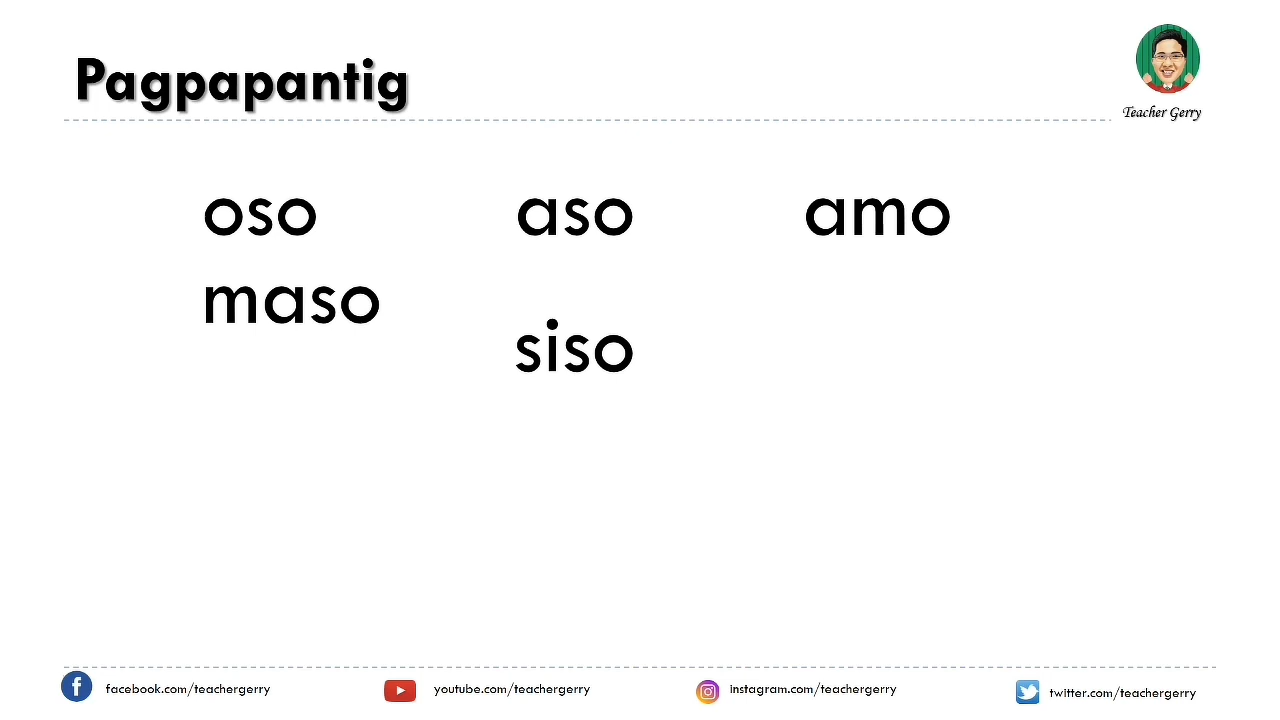 Pagpapantig
Teacher Gerry
oso aso amo
maso
siso
facebook.com/teachergerry youtube.com/teachergerry instagram.com/teachergerry twitter.com/teachergerry